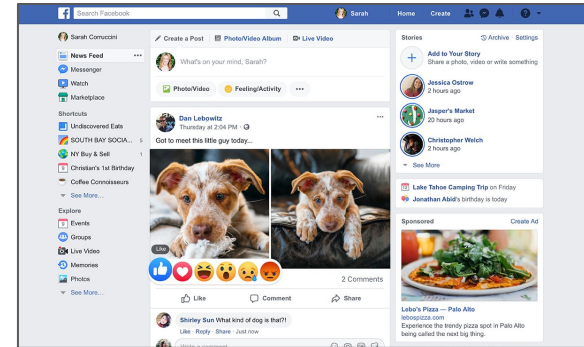 f
Search Facebook
Sarah
Home
Create
?
Sarah Corruccini
News Feed
Messenger
Watch
Marketplace
Shortcuts
Undiscovered Eats
SOUTH BAY SOCIA... 5
NY Buy & Sell 1
Christian's 1st Birthday
Coffee Connoisseurs
See More...
Explore
Events
Groups
Live Video
Memories
Photos
See More...
Create a Post
Photo/Video Album
Live Video
What's on your mind, Sarah?
Photo/Video
Feeling/Activity
Dan Lebowitz
Thursday at 2:04 PM ·
Got to meet this little guy today...
Like
2 Comments
Like
Comment
Share
Shirley Sun What kind of dog is that?!
Like · Reply · Share · Just now
Write a comment...
Stories
Archive · Settings
Add to Your Story
Share a photo, video or write something
Jessica Ostrow
2 hours ago
Jasper's Market
20 hours ago
Christopher Welch
2 hours ago
See More
Lake Tahoe Camping Trip on Friday
Jonathan Abid's birthday is today
Sponsored
Create Ad
Lebo's Pizza — Palo Alto
lebospizza.com
Experience the trendy pizza spot in Palo Alto
being called the next big thing.